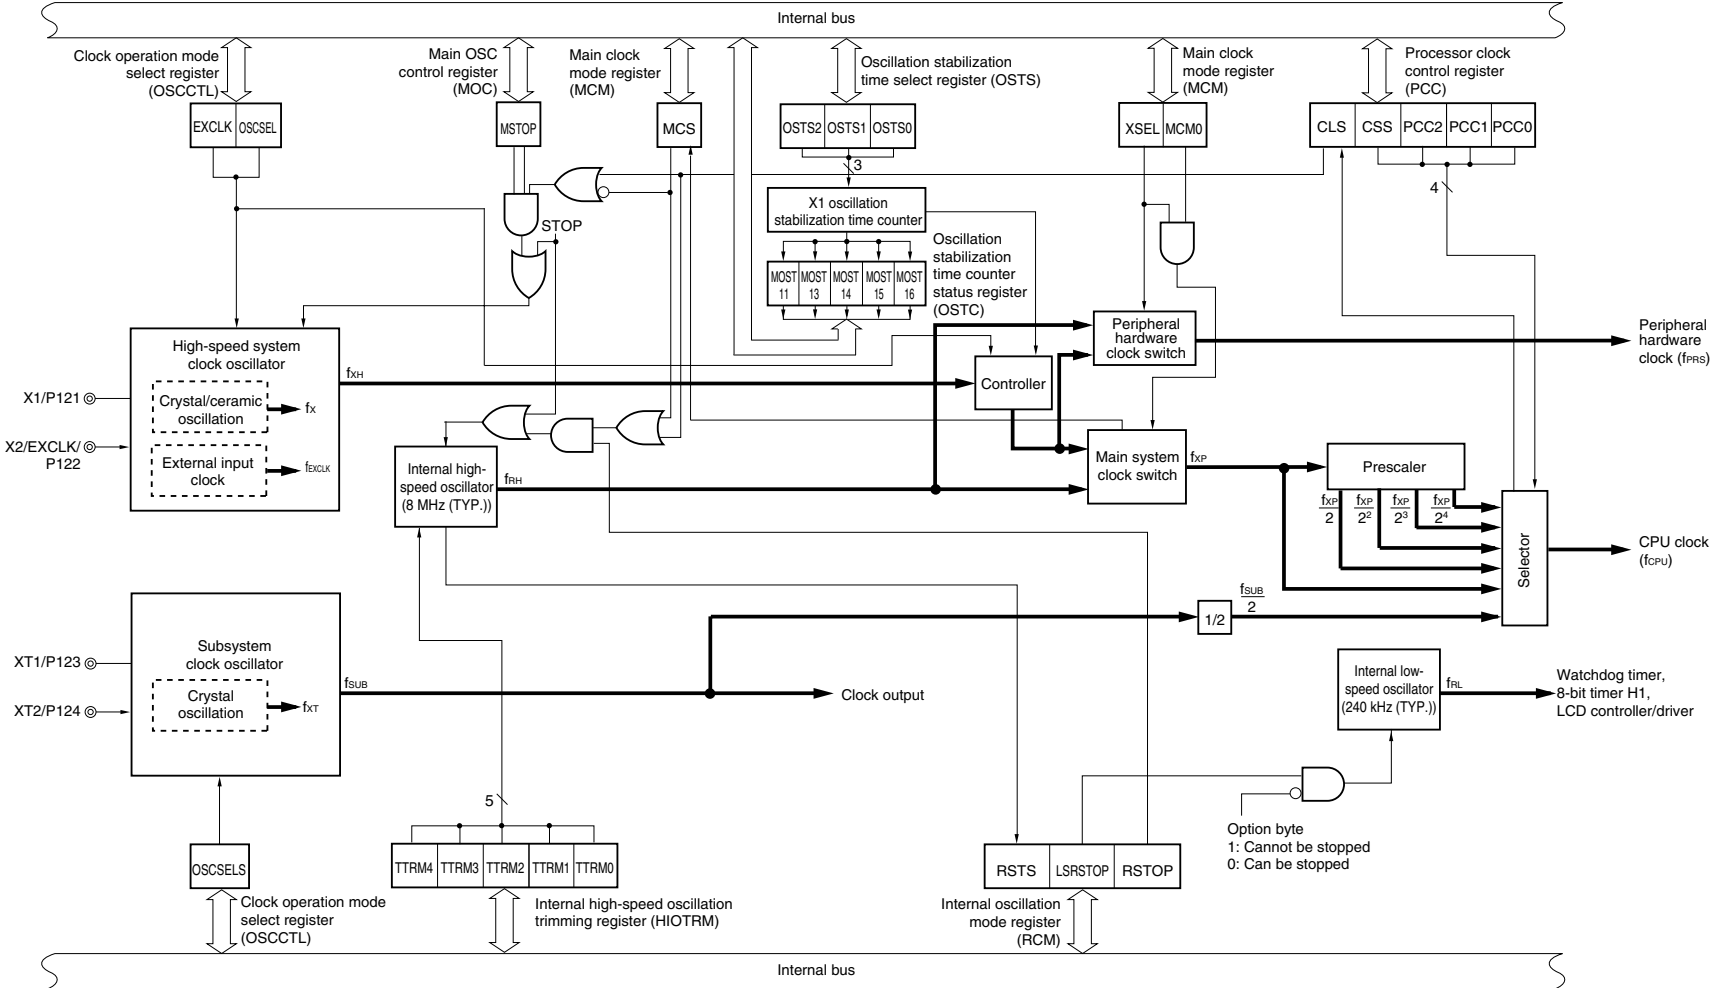 Internal bus
Clock operation mode
select register
(OSCCTL)
Main OSC
control register
(MOC)
Main clock
mode register
(MCM)
Oscillation stabilization
time select register (OSTS)
Main clock
mode register
(MCM)
Processor clock
control register
(PCC)
EXCLK OSCSEL
MSTOP
MCS
OSTS2 OSTS1 OSTS0
XSEL MCM0
CLS CSS PCC2 PCC1 PCC0
3
4
X1 oscillation
stabilization time counter
STOP
Oscillation
stabilization
time counter
status register
(OSTC)
MOST 11
MOST 13
MOST 14
MOST 15
MOST 16
High-speed system
clock oscillator
Crystal/ceramic
oscillation
fX
External input
clock
fEXCLK
X1/P121
X2/EXCLK/
P122
fXH
Controller
Peripheral
hardware
clock switch
Peripheral
hardware
clock (fPRS)
Internal high-
speed oscillator
(8 MHz (TYP.))
fRH
Main system
clock switch
fXP
Prescaler
fXP
2
fXP
2²
fXP
2³
fXP
2⁴
Selector
CPU clock
(fCPU)
fSUB
2
1/2
Subsystem
clock oscillator
Crystal
oscillation
fXT
XT1/P123
XT2/P124
fSUB
Clock output
Internal low-
speed oscillator
(240 kHz (TYP.))
fRL
Watchdog timer,
8-bit timer H1,
LCD controller/driver
5
Option byte
1: Cannot be stopped
0: Can be stopped
OSCSELS
TTRM4 TTRM3 TTRM2 TTRM1 TTRM0
RSTS LSRSTOP RSTOP
Clock operation mode
select register
(OSCCTL)
Internal high-speed oscillation
trimming register (HIOTRM)
Internal oscillation
mode register
(RCM)
Internal bus